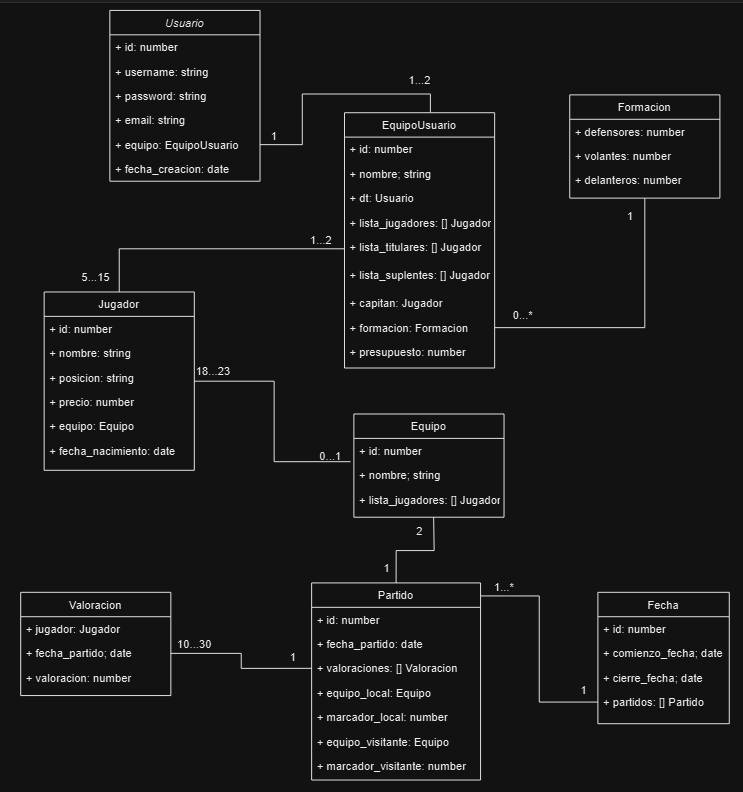 Usuario
+ id: number
+ username: string
+ password: string
+ email: string
+ equipo: EquipoUsuario
+ fecha_creacion: date
1
1...2
EquipoUsuario
+ id: number
+ nombre; string
+ dt: Usuario
+ lista_jugadores: [] Jugador
+ lista_titulares: [] Jugador
+ lista_suplentes: [] Jugador
+ capitan: Jugador
+ formacion: Formacion
+ presupuesto: number
Formacion
+ defensores: number
+ volantes: number
+ delanteros: number
1
0...*
1...2
5...15
Jugador
+ id: number
+ nombre: string
+ posicion: string
+ precio: number
+ equipo: Equipo
+ fecha_nacimiento: date
18...23
0...1
Equipo
+ id: number
+ nombre; string
+ lista_jugadores: [] Jugador
2
1
Partido
+ id: number
+ fecha_partido: date
+ valoraciones: [] Valoracion
+ equipo_local: Equipo
+ marcador_local: number
+ equipo_visitante: Equipo
+ marcador_visitante: number
Valoracion
+ jugador: Jugador
+ fecha_partido; date
+ valoracion: number
10...30
1
1...*
1
Fecha
+ id: number
+ comienzo_fecha; date
+ cierre_fecha; date
+ partidos: [] Partido